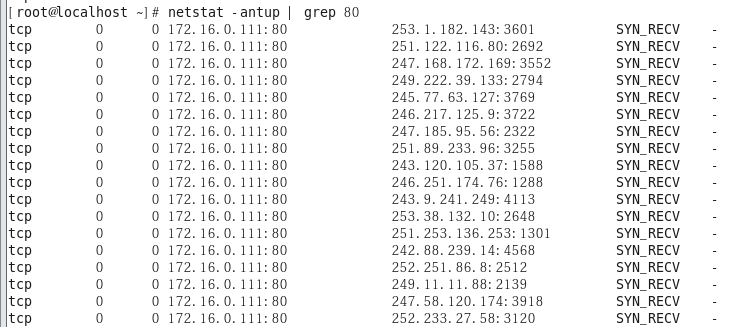 [root@localhost ~]# netstat -antup | grep 80
tcp 0 0 172.16.0.111:80 253.1.182.143:3601 SYN_RECV -
tcp 0 0 172.16.0.111:80 251.122.116.80:2692 SYN_RECV -
tcp 0 0 172.16.0.111:80 247.168.172.169:3552 SYN_RECV -
tcp 0 0 172.16.0.111:80 249.222.39.133:2794 SYN_RECV -
tcp 0 0 172.16.0.111:80 245.77.63.127:3769 SYN_RECV -
tcp 0 0 172.16.0.111:80 246.217.125.9:3722 SYN_RECV -
tcp 0 0 172.16.0.111:80 247.185.95.56:2322 SYN_RECV -
tcp 0 0 172.16.0.111:80 251.89.233.96:3255 SYN_RECV -
tcp 0 0 172.16.0.111:80 243.120.105.37:1588 SYN_RECV -
tcp 0 0 172.16.0.111:80 246.251.174.76:1288 SYN_RECV -
tcp 0 0 172.16.0.111:80 243.9.241.249:4113 SYN_RECV -
tcp 0 0 172.16.0.111:80 253.38.132.10:2648 SYN_RECV -
tcp 0 0 172.16.0.111:80 251.253.136.253:1301 SYN_RECV -
tcp 0 0 172.16.0.111:80 242.88.239.14:4568 SYN_RECV -
tcp 0 0 172.16.0.111:80 252.251.86.8:2512 SYN_RECV -
tcp 0 0 172.16.0.111:80 249.11.11.88:2139 SYN_RECV -
tcp 0 0 172.16.0.111:80 247.58.120.174:3918 SYN_RECV -
tcp 0 0 172.16.0.111:80 252.233.27.58:3120 SYN_RECV -